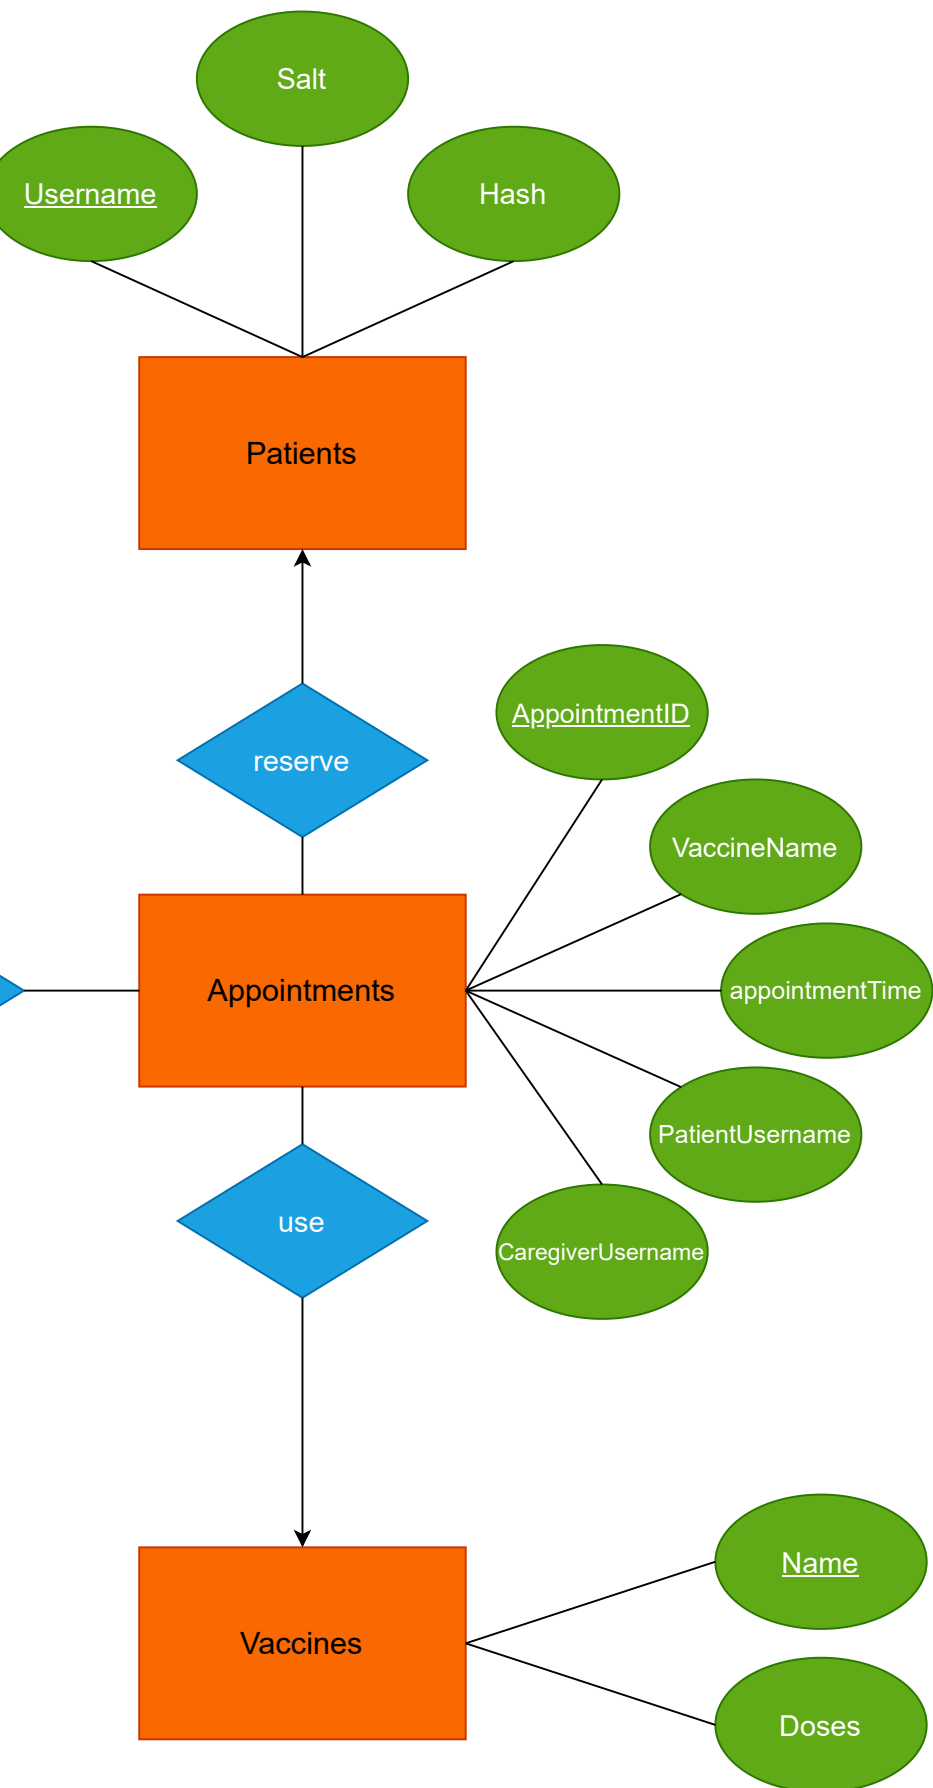 Salt
Username
Hash
Patients
AppointmentID
reserve
VaccineName
Appointments
appointmentTime
PatientUsername
use
CaregiverUsername
Name
Vaccines
Doses